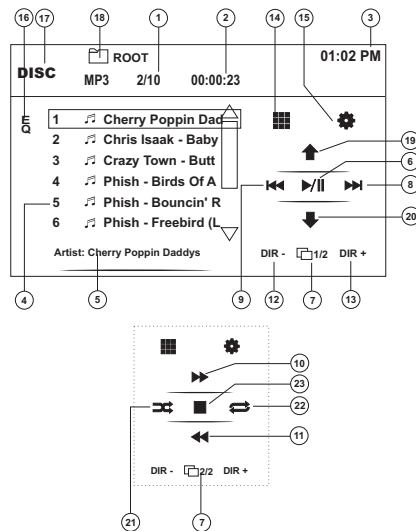 16 17 18 1 2 14 15 3
ROOT
01:02 PM
DISC
MP3 2/10 00:00:23
EQ
1 Cherry Poppin Dad
2 Chris Isaak - Baby
3 Crazy Town - Butt
4 Phish - Birds Of A
5 Phish - Bouncin' R
6 Phish - Freebird (L
19
6
8
20
Artist: Cherry Poppin Daddys
DIR - 1/2 DIR +
4 5 9 12 7 13
10
23
22
11
DIR - 2/2 DIR +
21 7